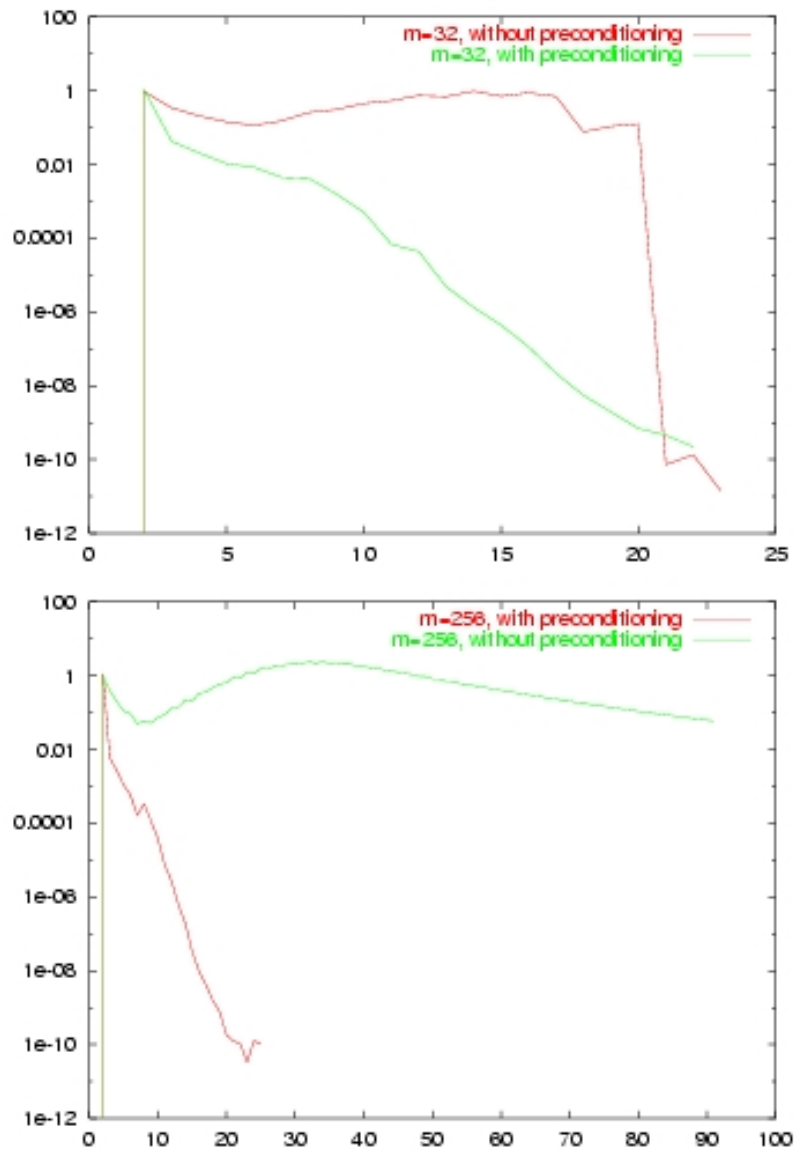 100
m=32, without preconditioning
m=32, with preconditioning
1
0.01
0.0001
1e-06
1e-08
1e-10
1e-12
0 5 10 15 20 25
100
m=256, with preconditioning
m=256, without preconditioning
1
0.01
0.0001
1e-06
1e-08
1e-10
1e-12
0 10 20 30 40 50 60 70 80 90 100